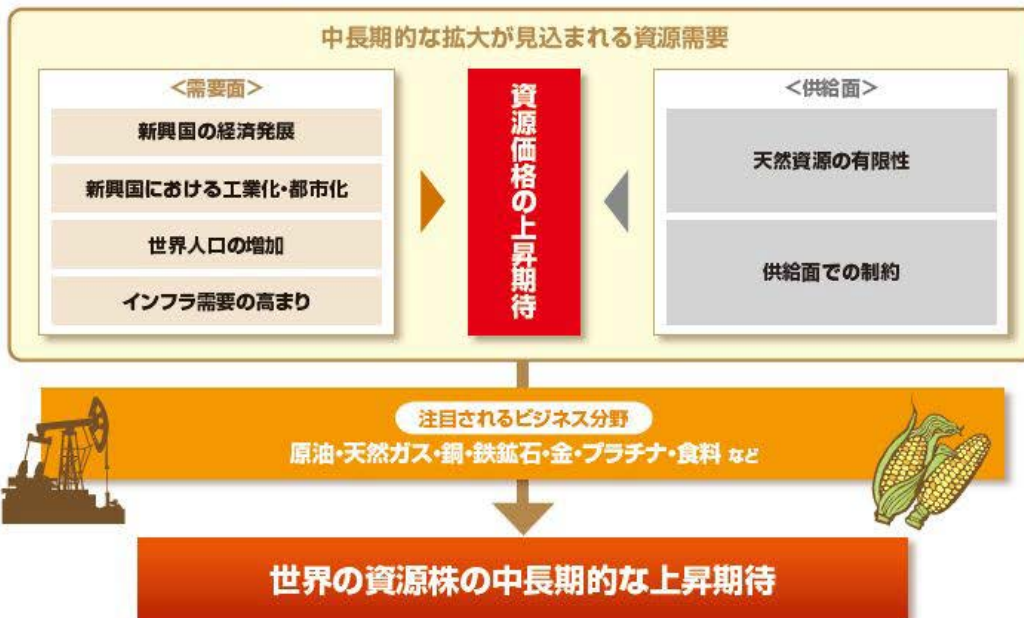 中長期的な拡大が見込まれる資源需要
<需要面>
新興国の経済発展
新興国における工業化・都市化
世界人口の増加
インフラ需要の高まり
資源価格の上昇期待
<供給面>
天然資源の有限性
供給面での制約
注目されるビジネス分野
原油・天然ガス・銅・鉄鉱石・金・プラチナ・食料 など
世界の資源株の中長期的な上昇期待